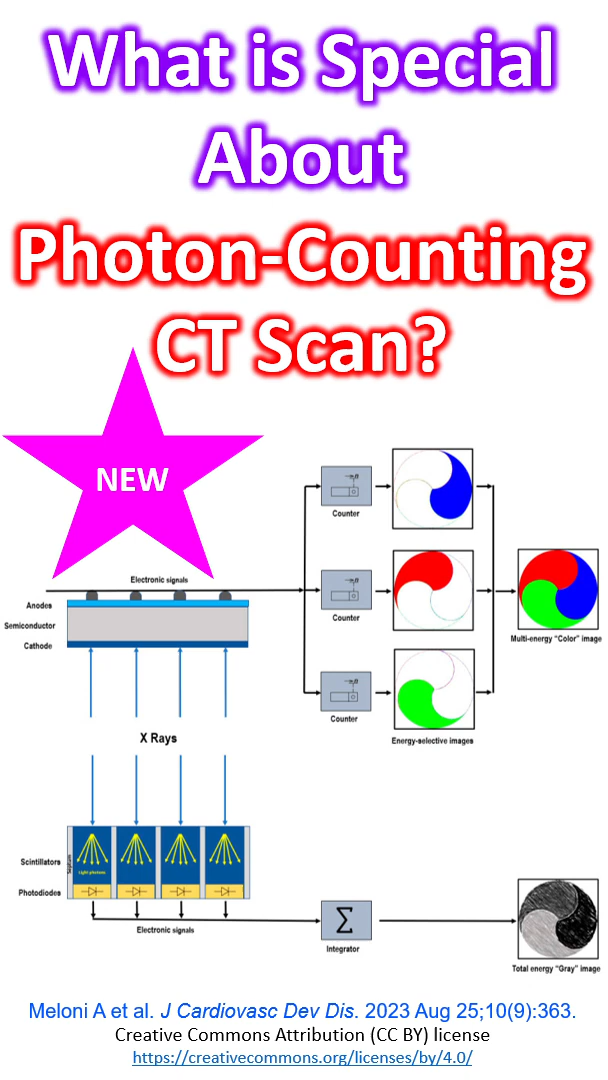 What is Special
About
Photon-Counting
CT Scan?
NEW
Electronic signals
Anodes
Semiconductor
Cathode
Counter
Counter
Counter
Energy-selective images
Multi-energy "Color" image
X Rays
Scintillators
Septum
Light photons
Photodiodes
Electronic signals
Σ
Integrator
Total energy "Gray" image
Meloni A et al. J Cardiovasc Dev Dis. 2023 Aug 25;10(9):363.
Creative Commons Attribution (CC BY) license
https://creativecommons.org/licenses/by/4.0/